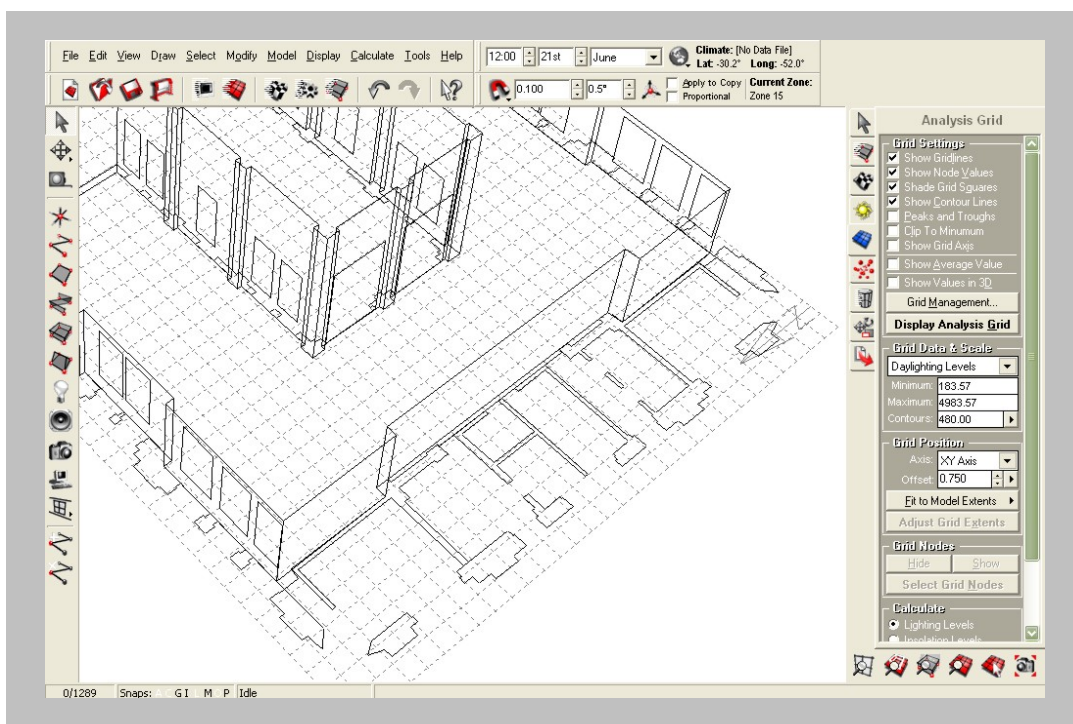 File Edit View Draw Select Modify Model Display Calculate Tools Help
12:00 21st June
Climate: [No Data File]
Lat: -30.2° Long: -52.0°
0.100 0.5°
Apply to Copy
Proportional
Current Zone:
Zone 15
Analysis Grid
Grid Settings
Show Gridlines
Show Node Values
Shade Grid Squares
Show Contour Lines
Peaks and Troughs
Clip To Minumum
Show Grid Axis
Show Average Value
Show Values in 3D
Grid Management...
Display Analysis Grid
Grid Data & Scale
Daylighting Levels
Minimum: 183.57
Maximum: 4983.57
Contours: 480.00
Grid Position
Axis: XY Axis
Offset: 0.750
Fit to Model Extents
Adjust Grid Extents
Grid Nodes
Hide Show
Select Grid Nodes
Calculate
Lighting Levels
Insolation Levels
0/1289 Snaps: G I M P Idle